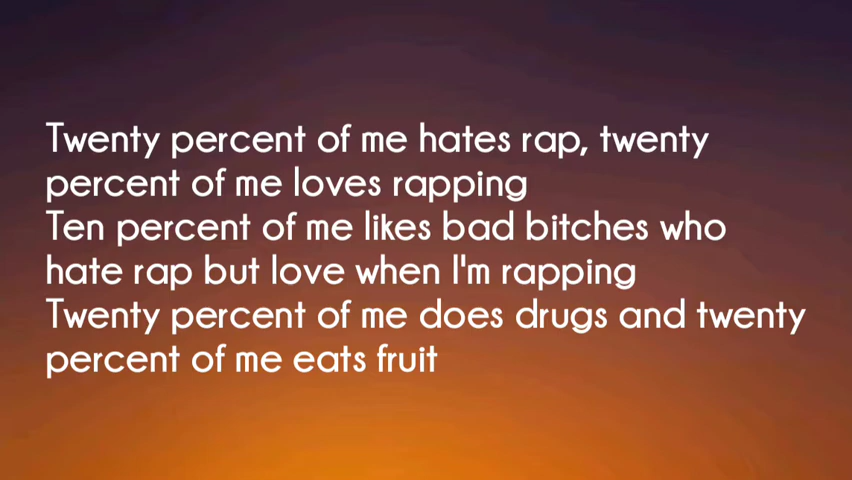 Twenty percent of me hates rap, twenty
percent of me loves rapping
Ten percent of me likes bad bitches who
hate rap but love when I'm rapping
Twenty percent of me does drugs and twenty
percent of me eats fruit